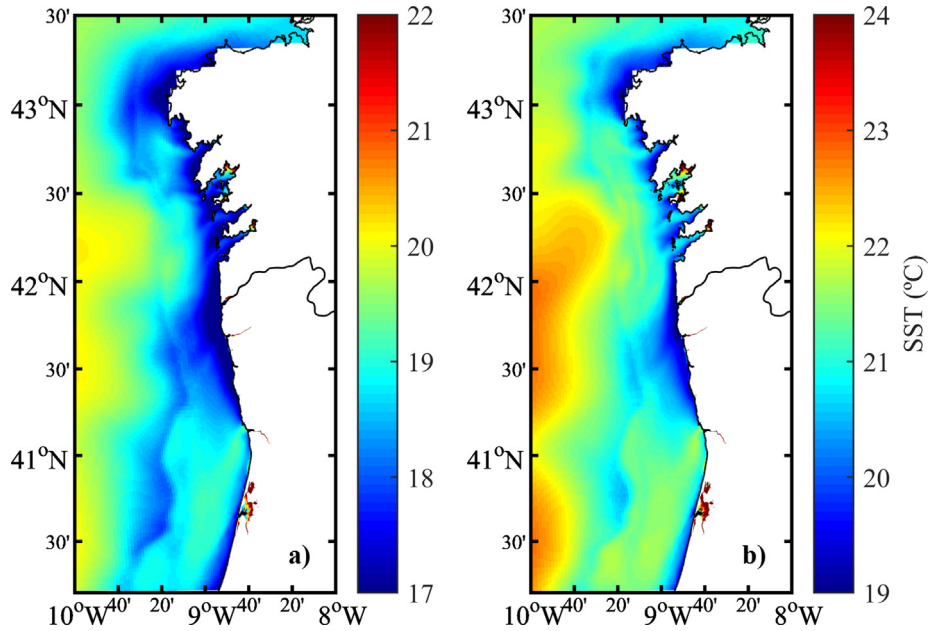 30' 22 30' 24
43°N 21 43°N 23
30' 30'
42°N 20 42°N 22
SST (°C)
30' 19 30' 21
41°N 18 41°N 20
30' a) 30' b)
17 19
10°W 40' 20' 9°W 40' 20' 8°W 10°W 40' 20' 9°W 40' 20' 8°W